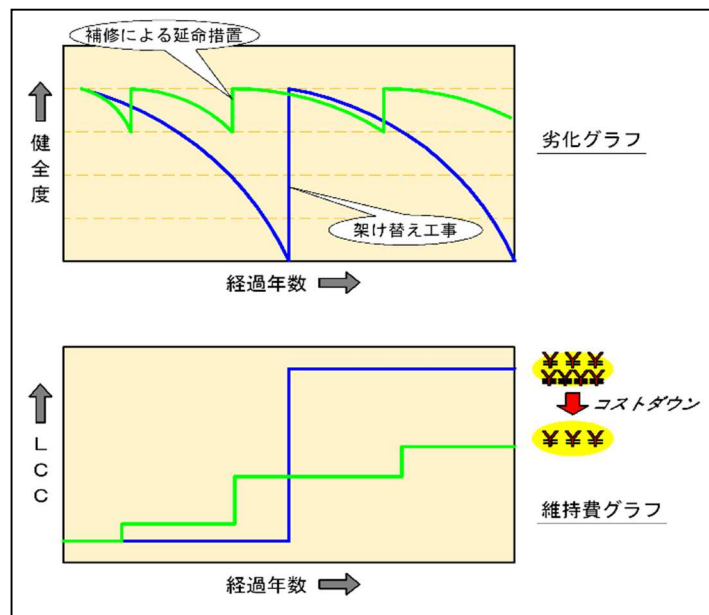 補修による延命措置
健全度
劣化グラフ
架け替え工事
経過年数
¥¥¥
¥¥¥¥
コストダウン
¥¥¥
LCC
維持費グラフ
経過年数